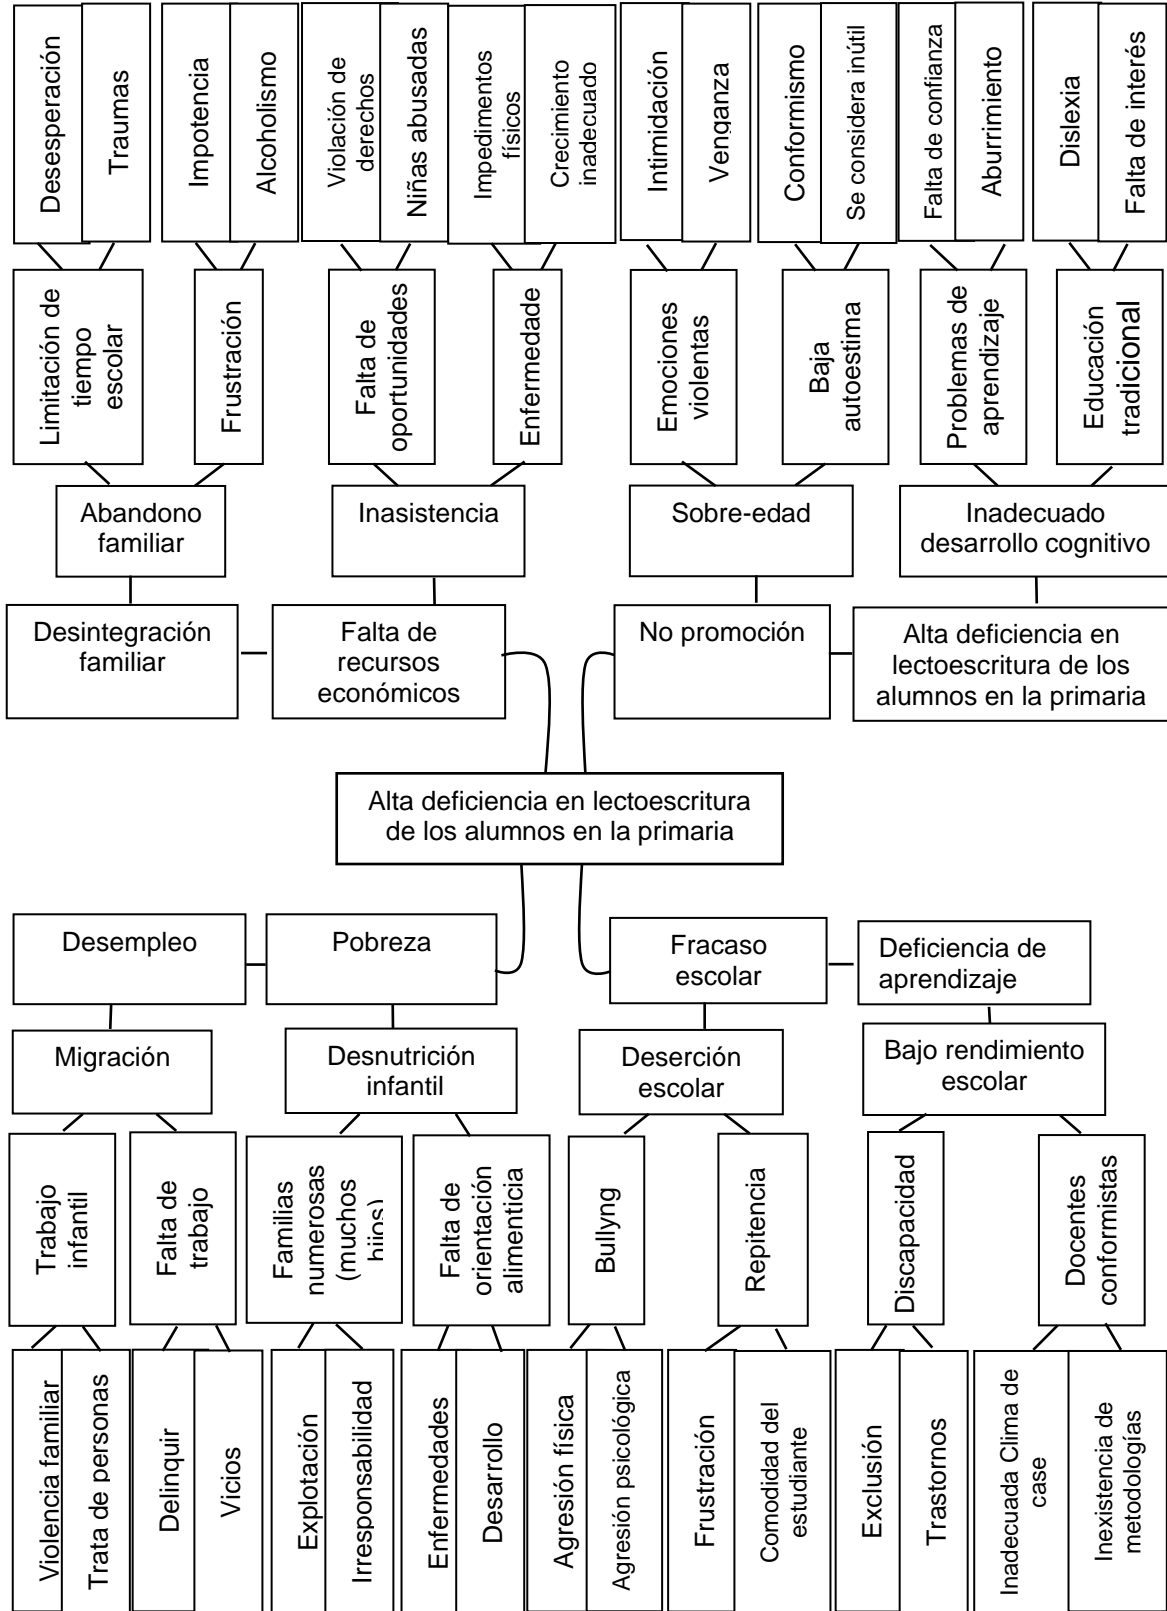 Desesperación
Traumas
Impotencia
Alcoholismo
Violación de
derechos
Niñas abusadas
Impedimentos
físicos
Crecimiento
inadecuado
Intimidación
Venganza
Conformismo
Se considera inútil
Falta de confianza
Aburrimiento
Dislexia
Falta de interés
Limitación de
tiempo
escolar
Frustración
Falta de
oportunidades
Enfermedade
Emociones
violentas
Baja
autoestima
Problemas de
aprendizaje
Educación
tradicional
Abandono
familiar
Inasistencia
Sobre-edad
Inadecuado
desarrollo cognitivo
Desintegración
familiar
Falta de
recursos
económicos
No promoción
Alta deficiencia en
lectoescritura de los
alumnos en la primaria
Alta deficiencia en lectoescritura
de los alumnos en la primaria
Desempleo
Pobreza
Fracaso
escolar
Deficiencia de
aprendizaje
Migración
Desnutrición
infantil
Deserción
escolar
Bajo rendimiento
escolar
Trabajo
infantil
Falta de
trabajo
Familias
numerosas
(muchos
hijos)
Falta de
orientación
alimenticia
Bullyng
Repitencia
Discapacidad
Docentes
conformistas
Violencia familiar
Trata de personas
Delinquir
Vicios
Explotación
Irresponsabilidad
Enfermedades
Desarrollo
Agresión física
Agresión psicológica
Frustración
Comodidad del
estudiante
Exclusión
Trastornos
Inadecuada Clima de
case
Inexistencia de
metodologías